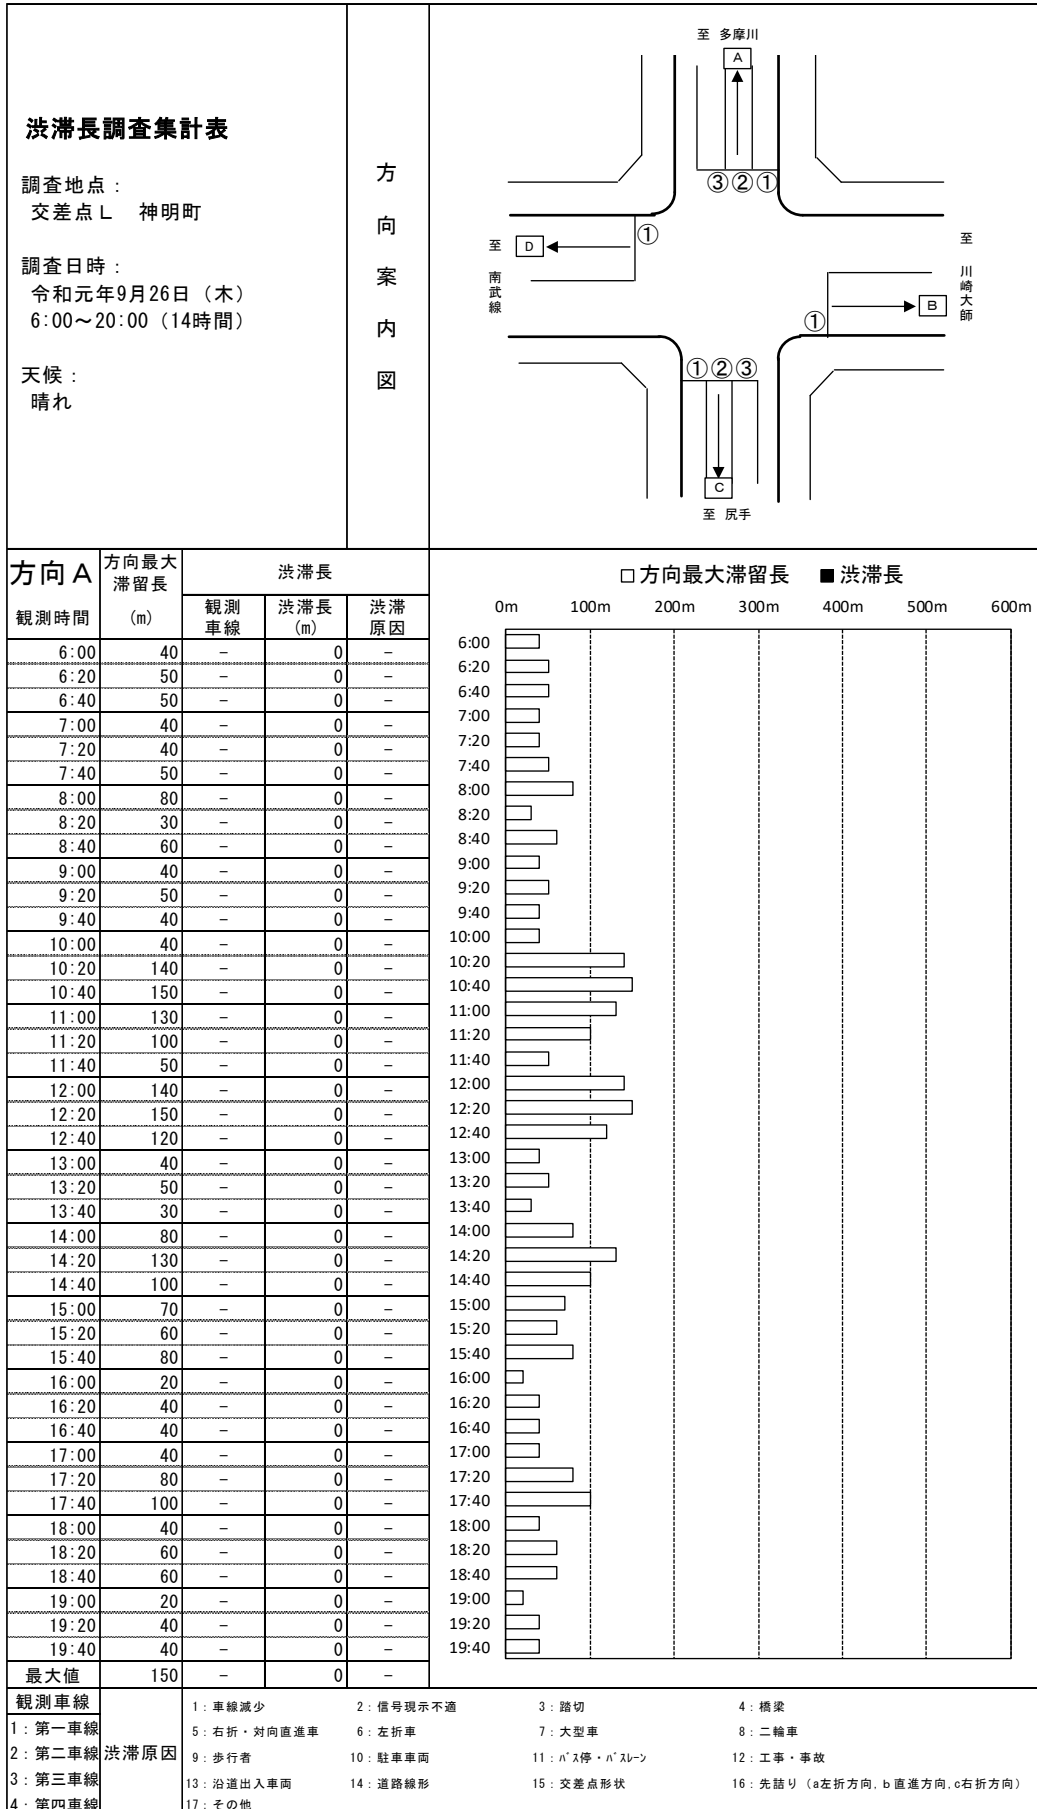 渋滞長調査集計表
調査地点：
交差点Ｌ　神明町
調査日時：
令和元年9月26日（木）
6:00～20:00（14時間）
天候：
晴れ
方向案内図
至 多摩川
A
③②①
①
至 D 南武線
至 川崎大師
B
①
①②③
C
至 尻手
方向A 方向最大滞留長 (m) 渋滞長
観測時間 観測車線 渋滞長(m) 渋滞原因
6:00 40 － 0 －
6:20 50 － 0 －
6:40 50 － 0 －
7:00 40 － 0 －
7:20 40 － 0 －
7:40 50 － 0 －
8:00 80 － 0 －
8:20 30 － 0 －
8:40 60 － 0 －
9:00 40 － 0 －
9:20 50 － 0 －
9:40 40 － 0 －
10:00 40 － 0 －
10:20 140 － 0 －
10:40 150 － 0 －
11:00 130 － 0 －
11:20 100 － 0 －
11:40 50 － 0 －
12:00 140 － 0 －
12:20 150 － 0 －
12:40 120 － 0 －
13:00 40 － 0 －
13:20 50 － 0 －
13:40 30 － 0 －
14:00 80 － 0 －
14:20 130 － 0 －
14:40 100 － 0 －
15:00 70 － 0 －
15:20 60 － 0 －
15:40 80 － 0 －
16:00 20 － 0 －
16:20 40 － 0 －
16:40 40 － 0 －
17:00 40 － 0 －
17:20 80 － 0 －
17:40 100 － 0 －
18:00 40 － 0 －
18:20 60 － 0 －
18:40 60 － 0 －
19:00 20 － 0 －
19:20 40 － 0 －
19:40 40 － 0 －
最大値 150 － 0 －
□方向最大滞留長 ■渋滞長
0m 100m 200m 300m 400m 500m 600m
6:00
6:20
6:40
7:00
7:20
7:40
8:00
8:20
8:40
9:00
9:20
9:40
10:00
10:20
10:40
11:00
11:20
11:40
12:00
12:20
12:40
13:00
13:20
13:40
14:00
14:20
14:40
15:00
15:20
15:40
16:00
16:20
16:40
17:00
17:20
17:40
18:00
18:20
18:40
19:00
19:20
19:40
観測車線
1：第一車線
2：第二車線
3：第三車線
4：第四車線
渋滞原因
1：車線減少 2：信号現示不適 3：踏切 4：橋梁
5：右折・対向直進車 6：左折車 7：大型車 8：二輪車
9：歩行者 10：駐車車両 11：ﾊﾞｽ停・ﾊﾞｽﾚｰﾝ 12：工事・事故
13：沿道出入車両 14：道路線形 15：交差点形状 16：先詰り（a左折方向，b直進方向，c右折方向）
17：その他